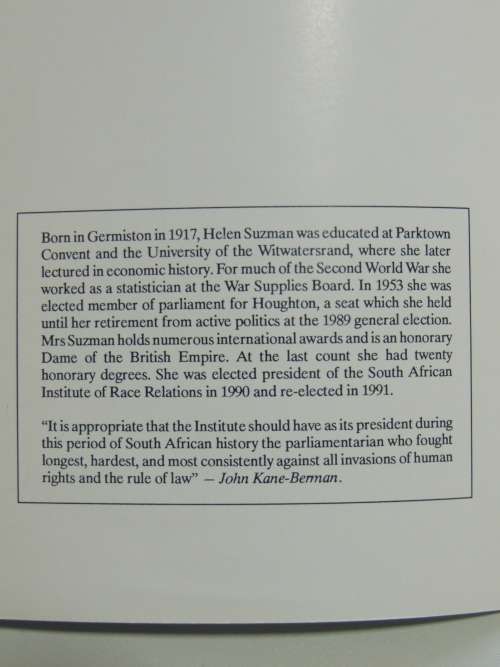 Born in Germiston in 1917, Helen Suzman was educated at Parktown
Convent and the University of the Witwatersrand, where she later
lectured in economic history. For much of the Second World War she
worked as a statistician at the War Supplies Board. In 1953 she was
elected member of parliament for Houghton, a seat which she held
until her retirement from active politics at the 1989 general election.
Mrs Suzman holds numerous international awards and is an honorary
Dame of the British Empire. At the last count she had twenty
honorary degrees. She was elected president of the South African
Institute of Race Relations in 1990 and re-elected in 1991.
“It is appropriate that the Institute should have as its president during
this period of South African history the parliamentarian who fought
longest, hardest, and most consistently against all invasions of human
rights and the rule of law” — John Kane-Berman.